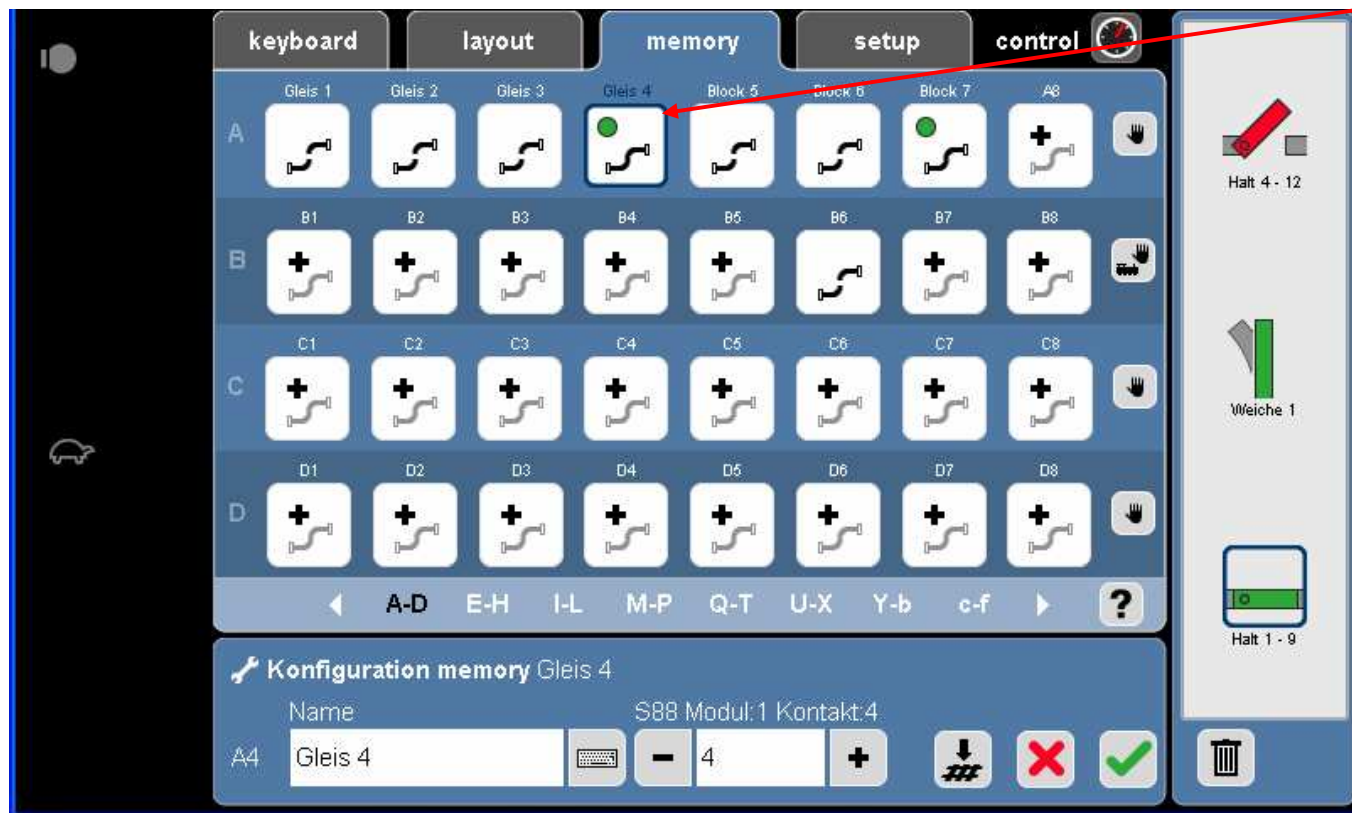 keyboard layout memory setup control
Gleis 1 Gleis 2 Gleis 3 Gleis 4 Block 5 Block 6 Block 7 A8
A
Halt 4 - 12
B1 B2 B3 B4 B5 B6 B7 B8
B
C1 C2 C3 C4 C5 C6 C7 C8
C
Weiche 1
D1 D2 D3 D4 D5 D6 D7 D8
D
A-D E-H I-L M-P Q-T U-X Y-b c-f ?
Halt 1 - 9
Konfiguration memory Gleis 4
Name S88 Modul:1 Kontakt:4
A4 Gleis 4 4